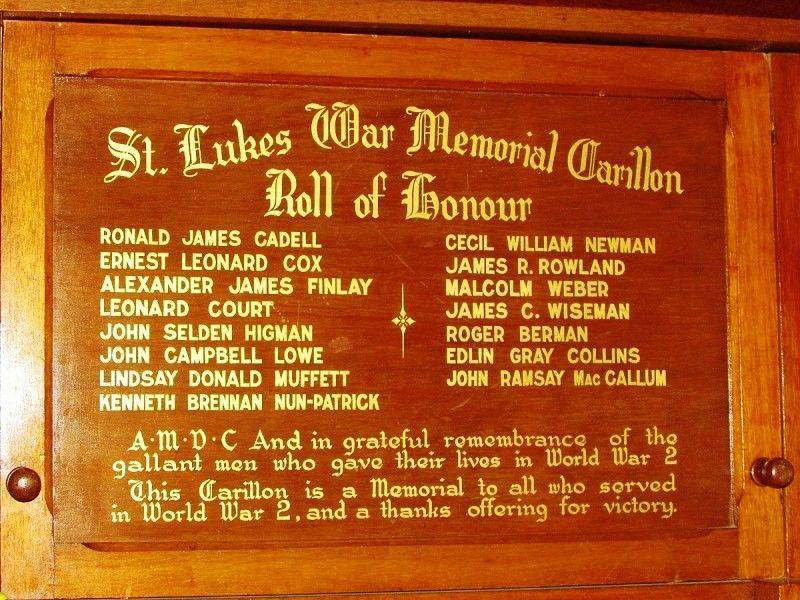 St. Lukes War Memorial Carillon
Roll of Honour
RONALD JAMES CADELL
ERNEST LEONARD COX
ALEXANDER JAMES FINLAY
LEONARD COURT
JOHN SELDEN HIGMAN
JOHN CAMPBELL LOWE
LINDSAY DONALD MUFFETT
KENNETH BRENNAN NUN-PATRICK
CECIL WILLIAM NEWMAN
JAMES R. ROWLAND
MALCOLM WEBER
JAMES C. WISEMAN
ROGER BERMAN
EDLIN GRAY COLLINS
JOHN RAMSAY MacCALLUM
A·M·D·C And in grateful remembrance of the
gallant men who gave their lives in World War 2
This Carillon is a Memorial to all who served
in World War 2, and a thanks offering for victory.